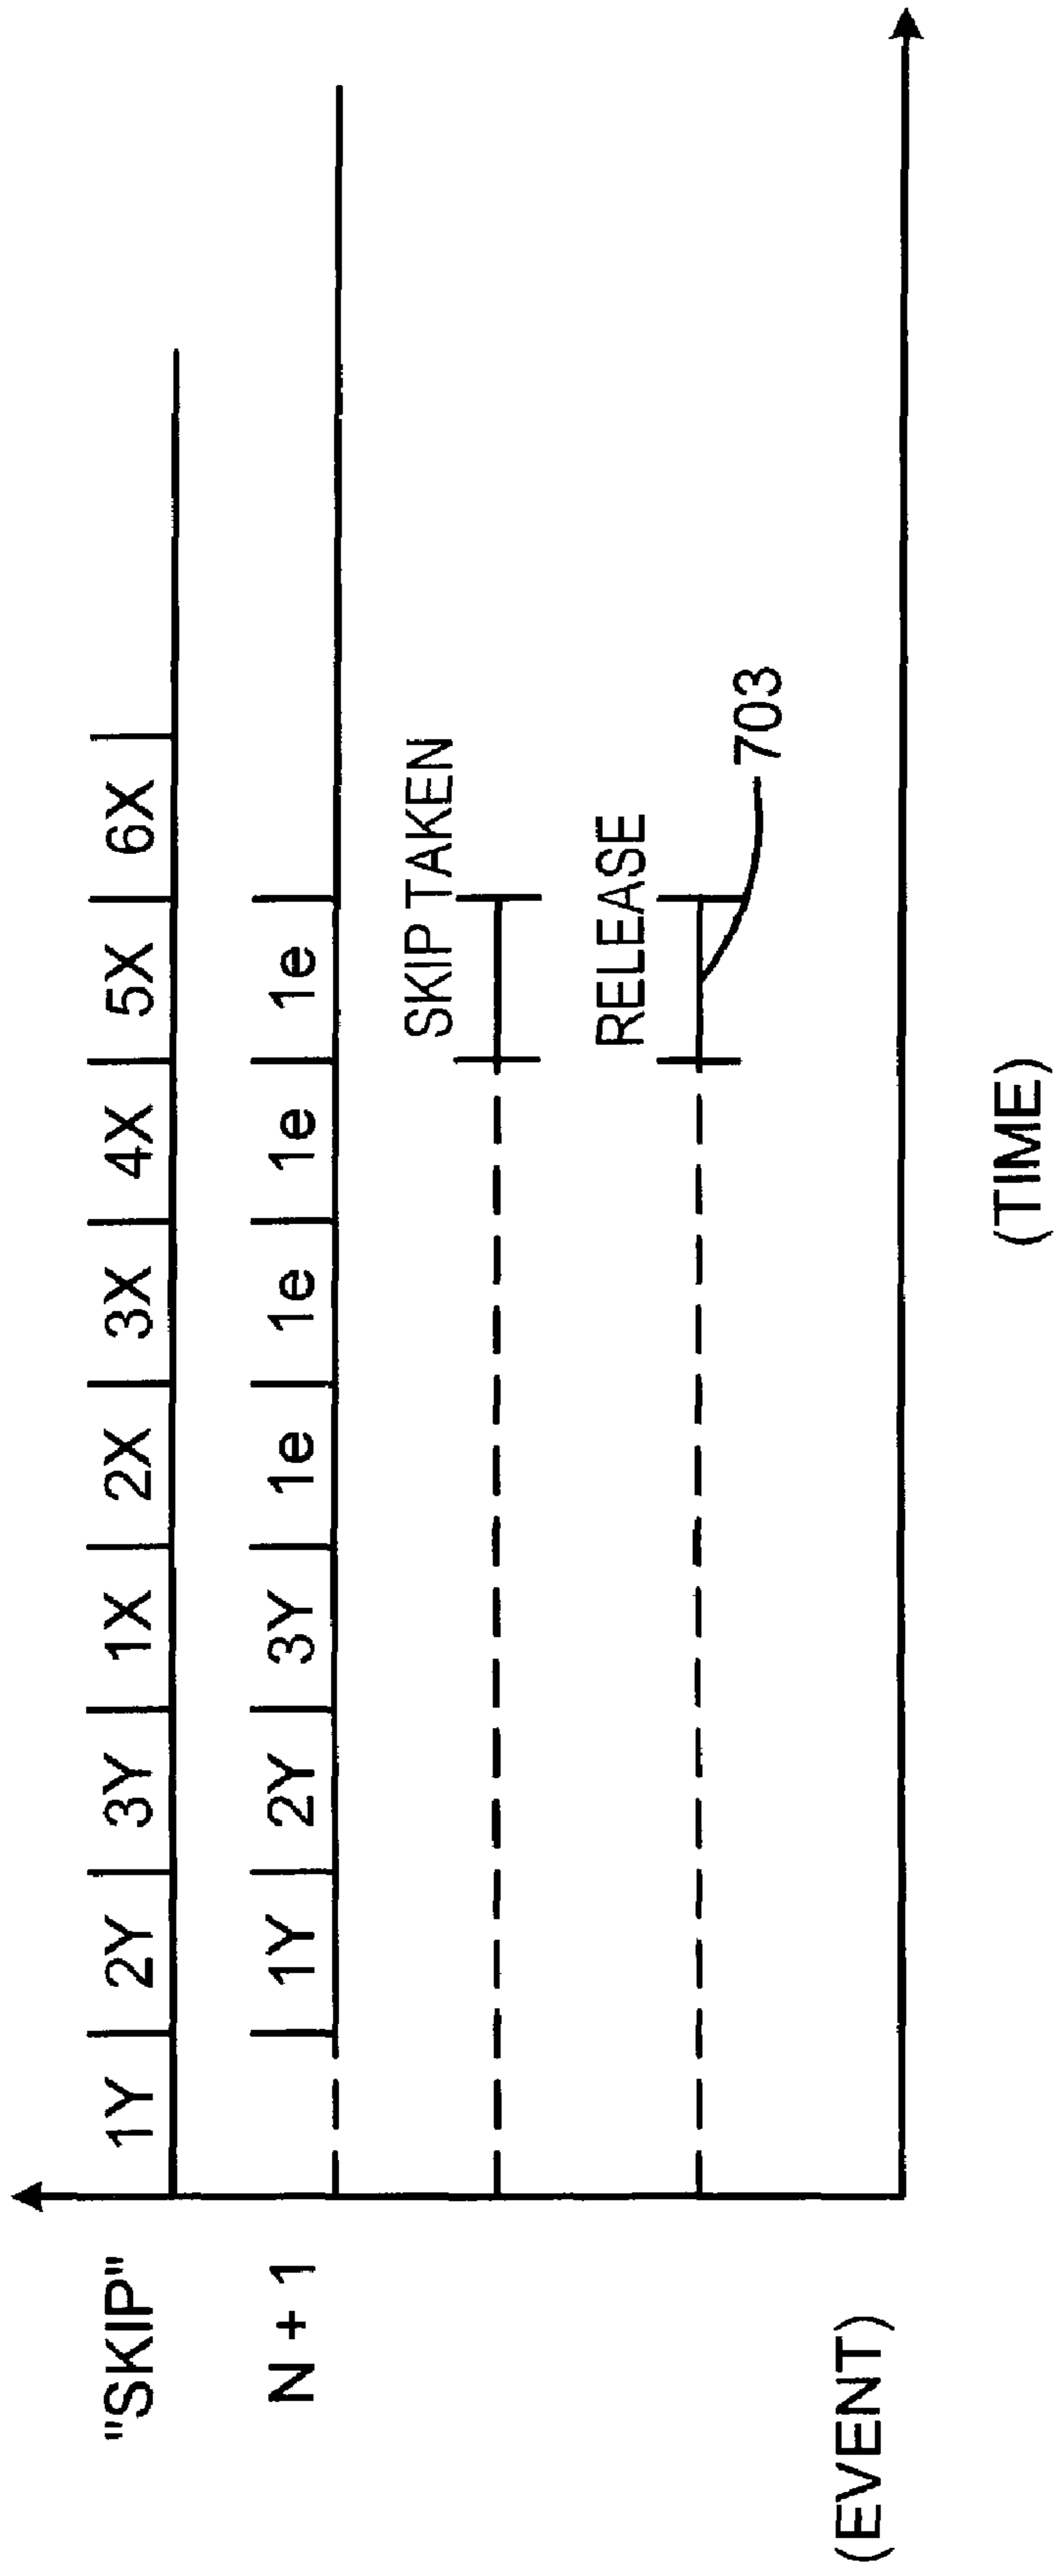 "SKIP" 1Y 2Y 3Y 1X 2X 3X 4X 5X 6X
N + 1 1Y 2Y 3Y 1e 1e 1e 1e
SKIP TAKEN
RELEASE
703
(EVENT)
(TIME)